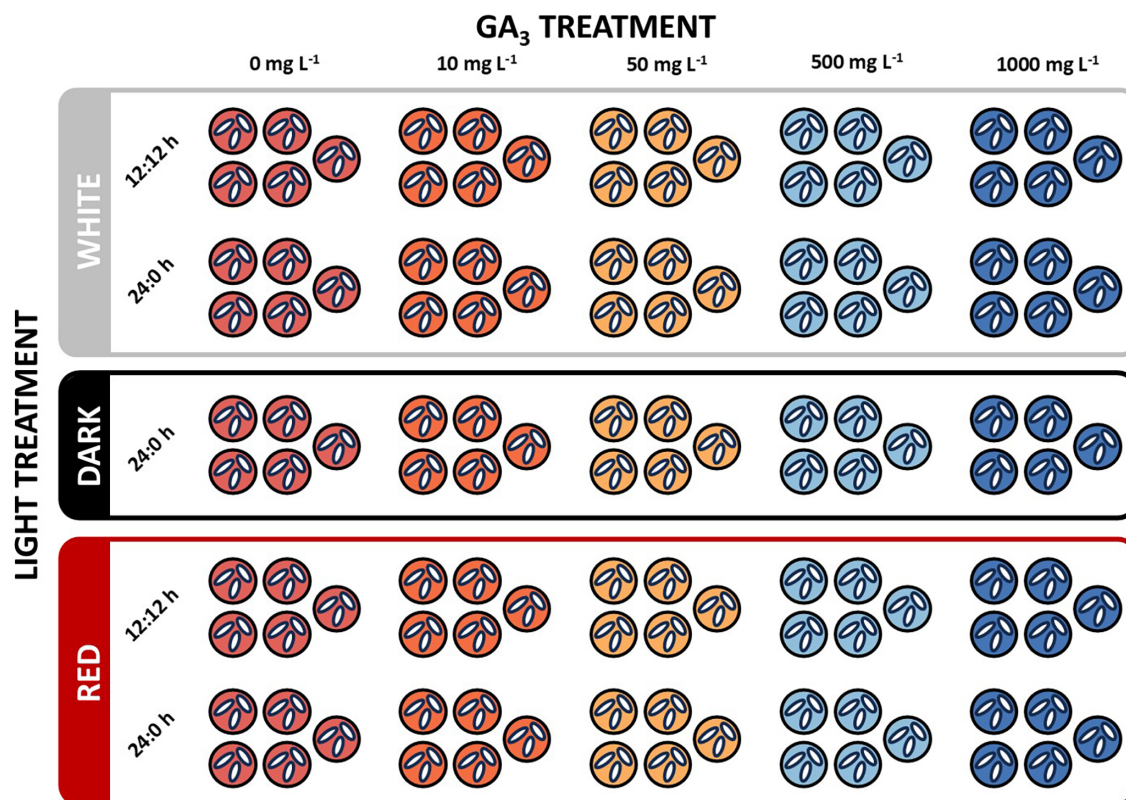 GA₃ TREATMENT
0 mg L⁻¹ 10 mg L⁻¹ 50 mg L⁻¹ 500 mg L⁻¹ 1000 mg L⁻¹
LIGHT TREATMENT
WHITE
12:12 h
24:0 h
DARK
24:0 h
RED
12:12 h
24:0 h